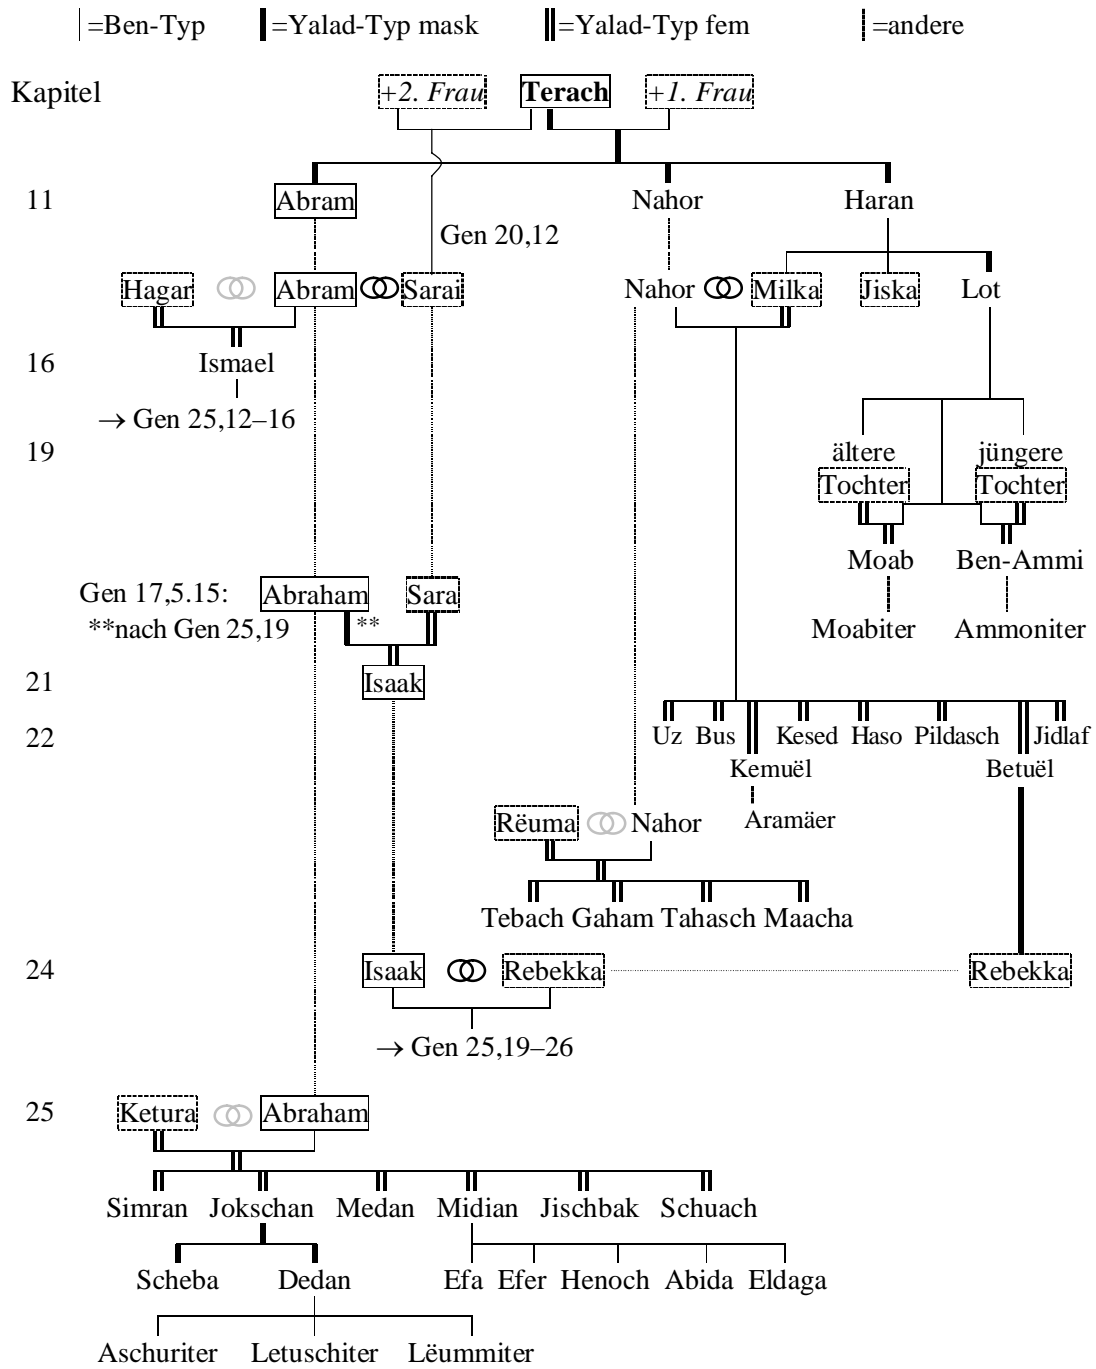 =Ben-Typ =Yalad-Typ mask =Yalad-Typ fem =andere
Kapitel +2. Frau Terach +1. Frau
11 Abram Nahor Haran
Gen 20,12
Hagar Abram Sarai Nahor Milka Jiska Lot
16 Ismael
→ Gen 25,12–16
19 ältere jüngere
Tochter Tochter
Moab Ben-Ammi
Gen 17,5.15: Abraham Sara
**nach Gen 25,19 ** Moabiter Ammoniter
21 Isaak
22 Uz Bus Kesed Haso Pildasch Jidlaf
Kemuël Betuël
Rëuma Nahor Aramäer
Tebach Gaham Tahasch Maacha
24 Isaak Rebekka Rebekka
→ Gen 25,19–26
25 Ketura Abraham
Simran Jokschan Medan Midian Jischbak Schuach
Scheba Dedan Efa Efer Henoch Abida Eldaga
Aschuriter Letuschiter Lëummiter